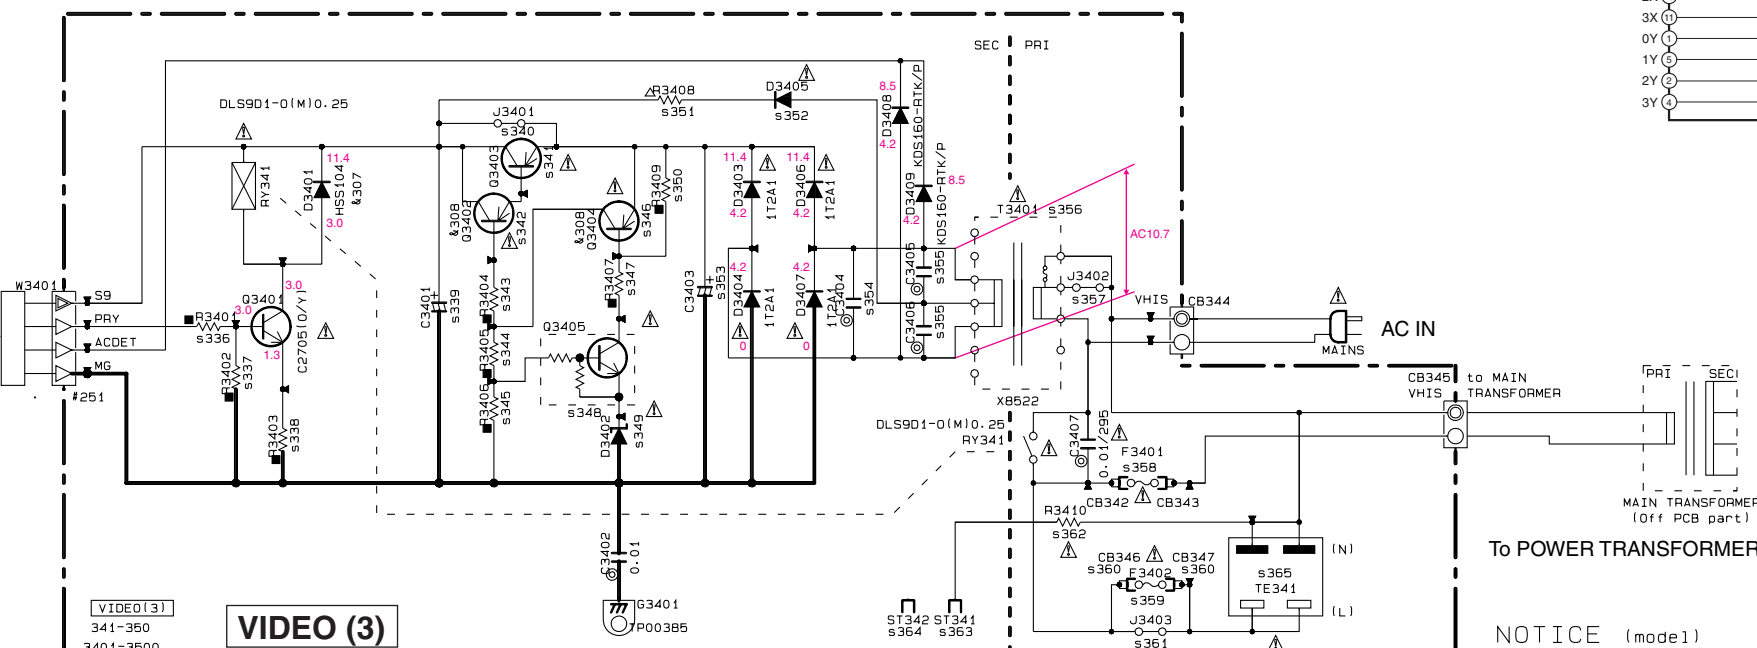 3X 11
0Y 1
1Y 5
2Y 2
3Y 4
SEC PRI
DLS9D1-O(M)0.25
RY341
D3401
HSS104
&307
11.4
3.0
J3401
s340
Q3403
s341
&308
Q3402
s342
&308
Q3404
s346
R3409
s350
R3408
s351
D3405
s352
D3408
KDS160-RTK/P
8.5
4.2
D3409
KDS160-RTK/P
8.5
4.2
11.4
D3403
1T2A1
4.2
11.4
D3406
1T2A1
4.2
4.2
D3404
1T2A1
0
4.2
D3407
1T2A1
0
C3401
s339
R3404
s343
R3405
s344
R3406
s345
R3407
s347
Q3405
s348
D3402
s349
C3403
s353
C3404
s354
C3405
s355
C3406
s355
T3401 s356
X8522
AC10.7
J3402
s357
VHIS
CB344
MAINS
AC IN
W3401
S9
PRY
ACDET
MG
#251
R3401
s336
R3402
s337
Q3401
3.0
3.0
1.3
C2705(O/Y)
R3403
s338
DLS9D1-O(M)0.25
RY341
C3407
0.01/295
F3401
s358
CB342
CB343
CB345
VHIS
to MAIN
TRANSFORMER
PRI
SEC
MAIN TRANSFORMER
(Off PCB part)
To POWER TRANSFORMER
R3410
s362
CB346
s360
CB347
s360
F3402
s359
J3403
s361
s365
TE341
(N)
(L)
ST342
s364
ST341
s363
C3402
0.01
G3401
TP00385
VIDEO(3)
341-350
3401-3500
VIDEO (3)
NOTICE (model)